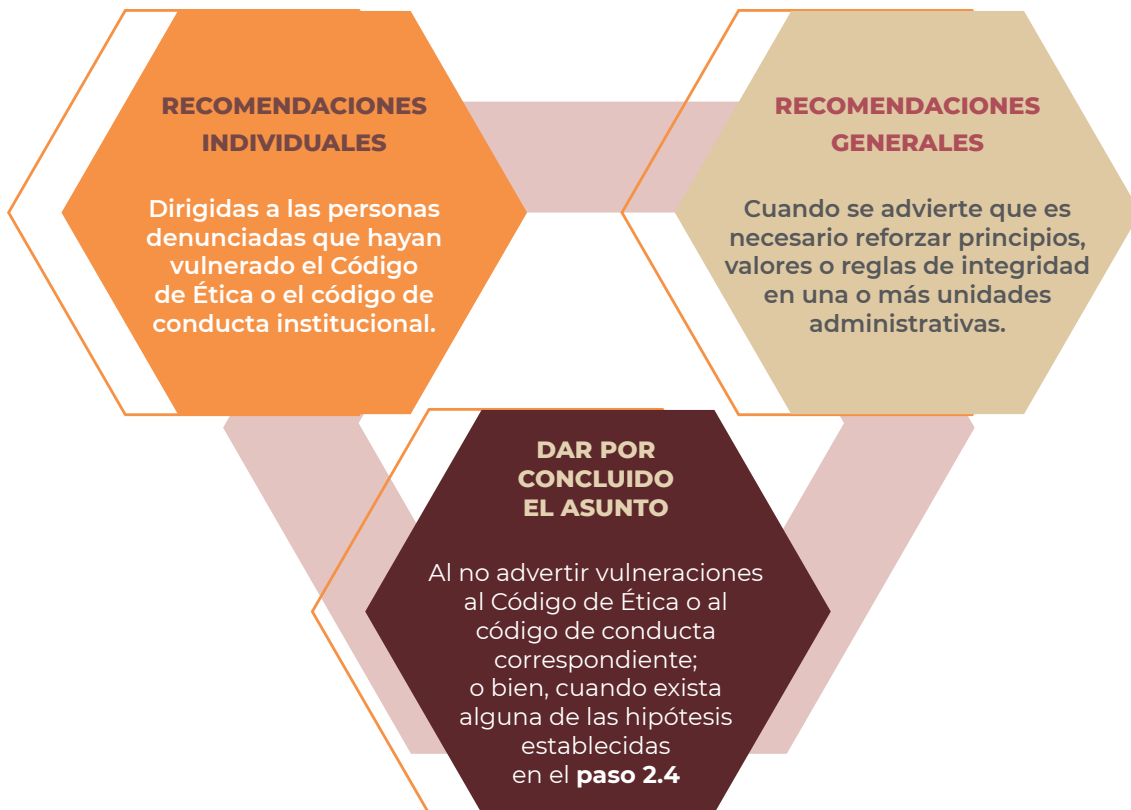 RECOMENDACIONES
INDIVIDUALES
Dirigidas a las personas
denunciadas que hayan
vulnerado el Código
de Ética o el código de
conducta institucional.
RECOMENDACIONES
GENERALES
Cuando se advierte que es
necesario reforzar principios,
valores o reglas de integridad
en una o más unidades
administrativas.
DAR POR
CONCLUIDO
EL ASUNTO
Al no advertir vulneraciones
al Código de Ética o al
código de conducta
correspondiente;
o bien, cuando exista
alguna de las hipótesis
establecidas
en el paso 2.4